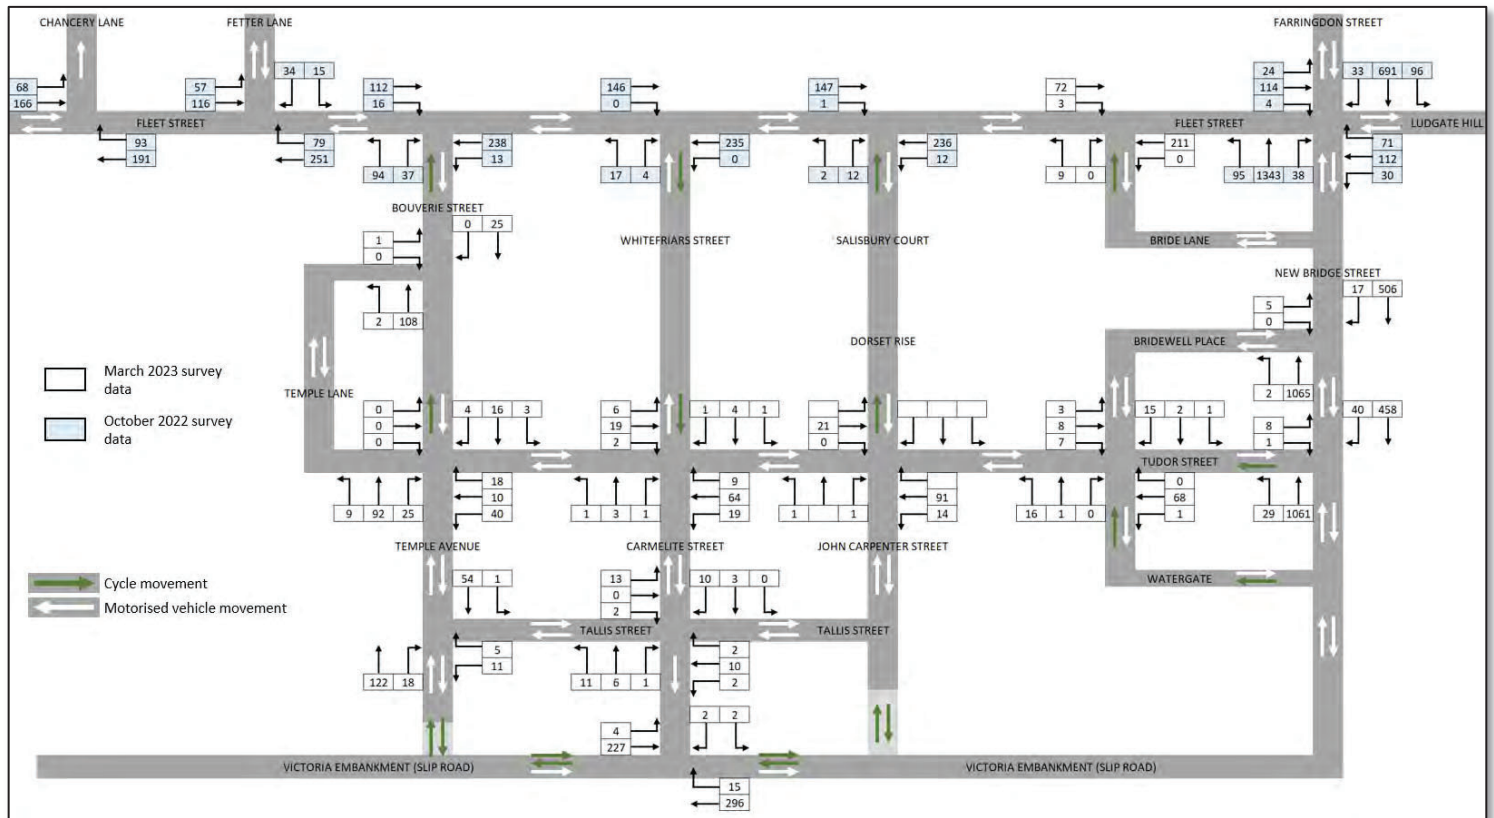 CHANCERY LANE
FETTER LANE
FARRINGDON STREET
68
166
57
116
34 15
112
16
146
0
147
1
72
3
24
114
4
33 691 96
FLEET STREET
FLEET STREET
LUDGATE HILL
93
191
79
251
94 37
238
13
17 4
235
0
2 12
236
12
9 0
211
0
95 1343 38
71
112
30
BOUVERIE STREET
0 25
1
0
WHITEFRIARS STREET
SALISBURY COURT
BRIDE LANE
NEW BRIDGE STREET
17 506
5
0
2 108
DORSET RISE
BRIDEWELL PLACE
March 2023 survey
data
October 2022 survey
data
TEMPLE LANE
2 1065
0
0
0
4 16 3
6
19
2
1 4 1
21
0
3
8
7
15 2 1
8
1
40 458
TUDOR STREET
9 92 25
18
10
40
1 3 1
9
64
19
1 1
91
14
16 1 0
0
68
1
29 1061
TEMPLE AVENUE
CARMELITE STREET
JOHN CARPENTER STREET
Cycle movement
Motorised vehicle movement
54 1
13
0
2
10 3 0
WATERGATE
TALLIS STREET
TALLIS STREET
122 18
5
11
11 6 1
2
10
2
4
227
2 2
VICTORIA EMBANKMENT (SLIP ROAD)
VICTORIA EMBANKMENT (SLIP ROAD)
15
296